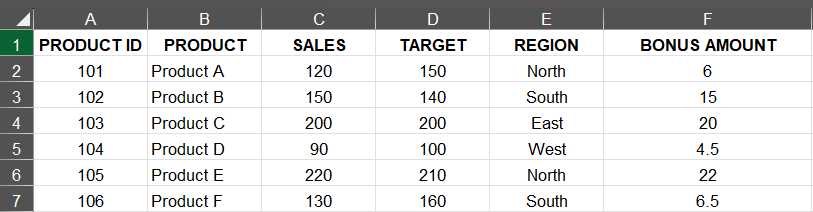 A B C D E F
1 PRODUCT ID PRODUCT SALES TARGET REGION BONUS AMOUNT
2 101 Product A 120 150 North 6
3 102 Product B 150 140 South 15
4 103 Product C 200 200 East 20
5 104 Product D 90 100 West 4.5
6 105 Product E 220 210 North 22
7 106 Product F 130 160 South 6.5